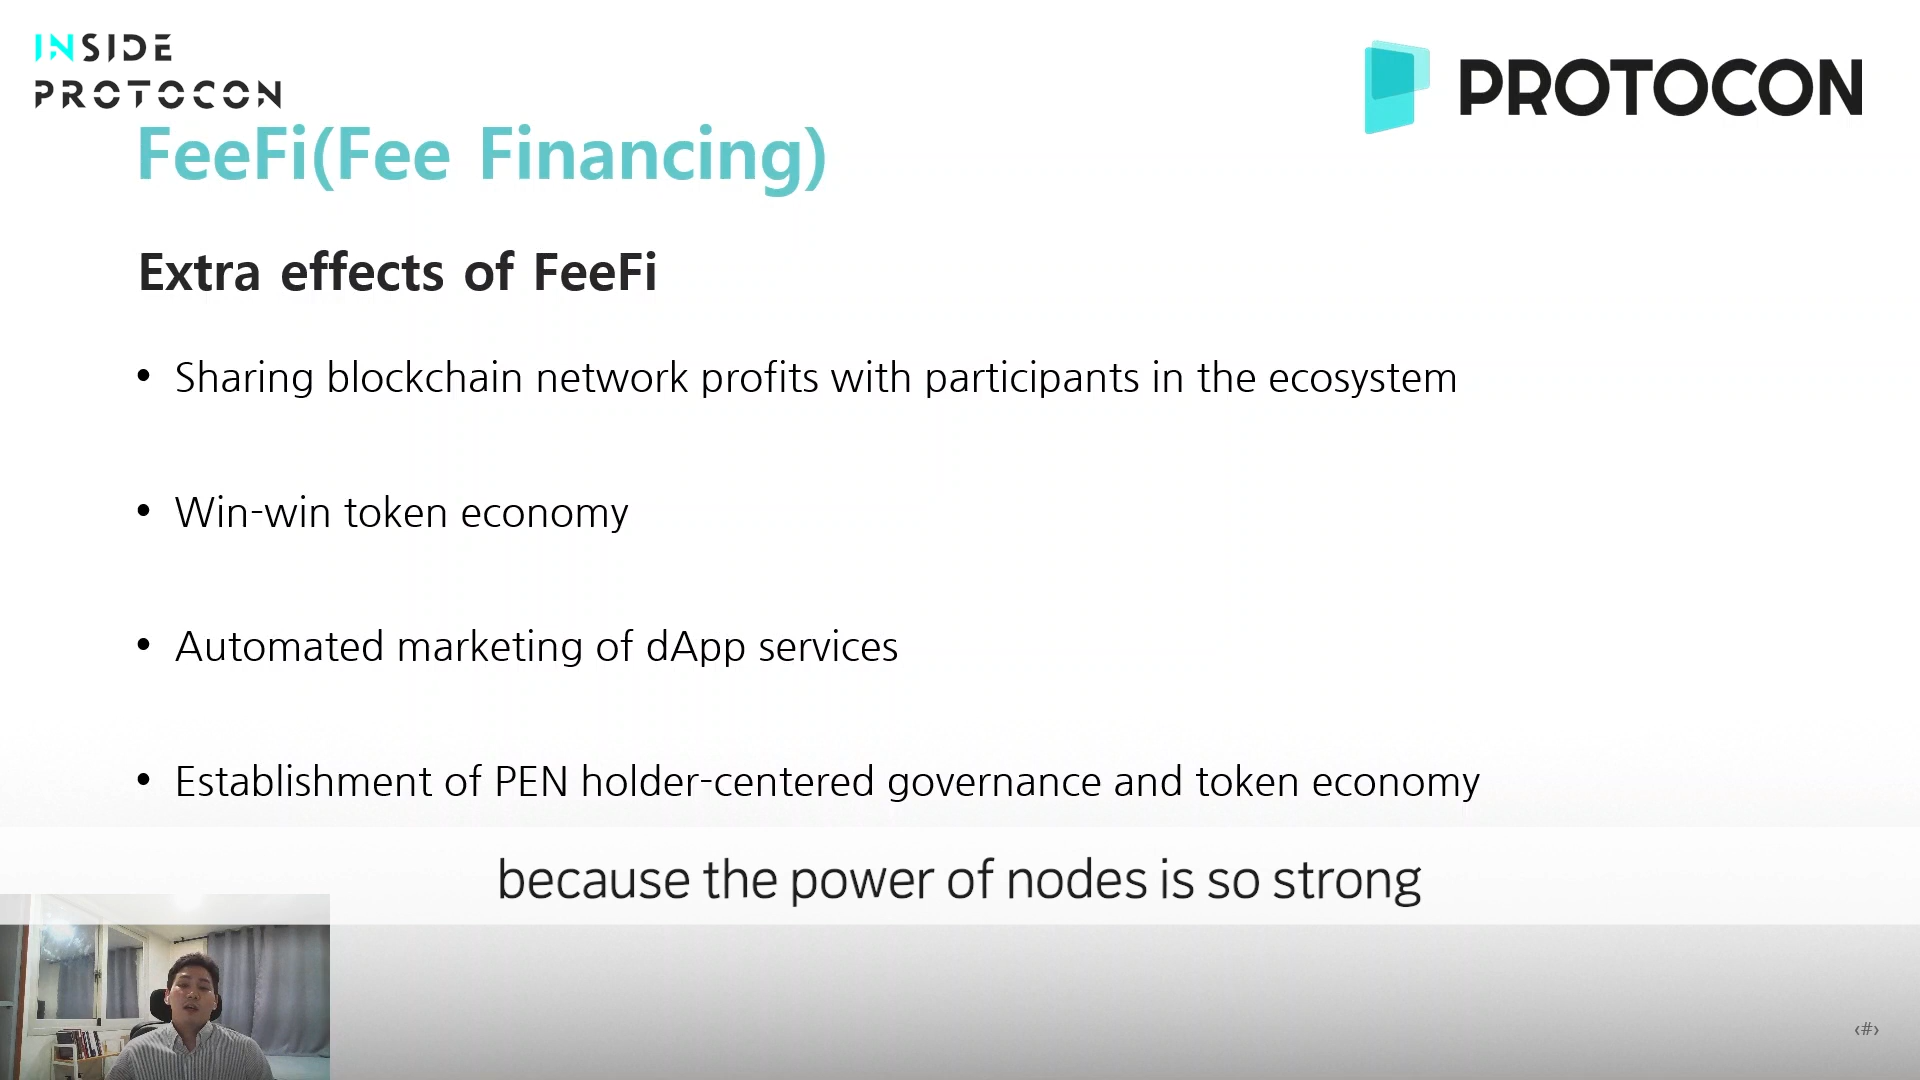 INSIDE
PROTOCON
PROTOCON
FeeFi(Fee Financing)
Extra effects of FeeFi
• Sharing blockchain network profits with participants in the ecosystem
• Win-win token economy
• Automated marketing of dApp services
• Establishment of PEN holder-centered governance and token economy
because the power of nodes is so strong
‹#›